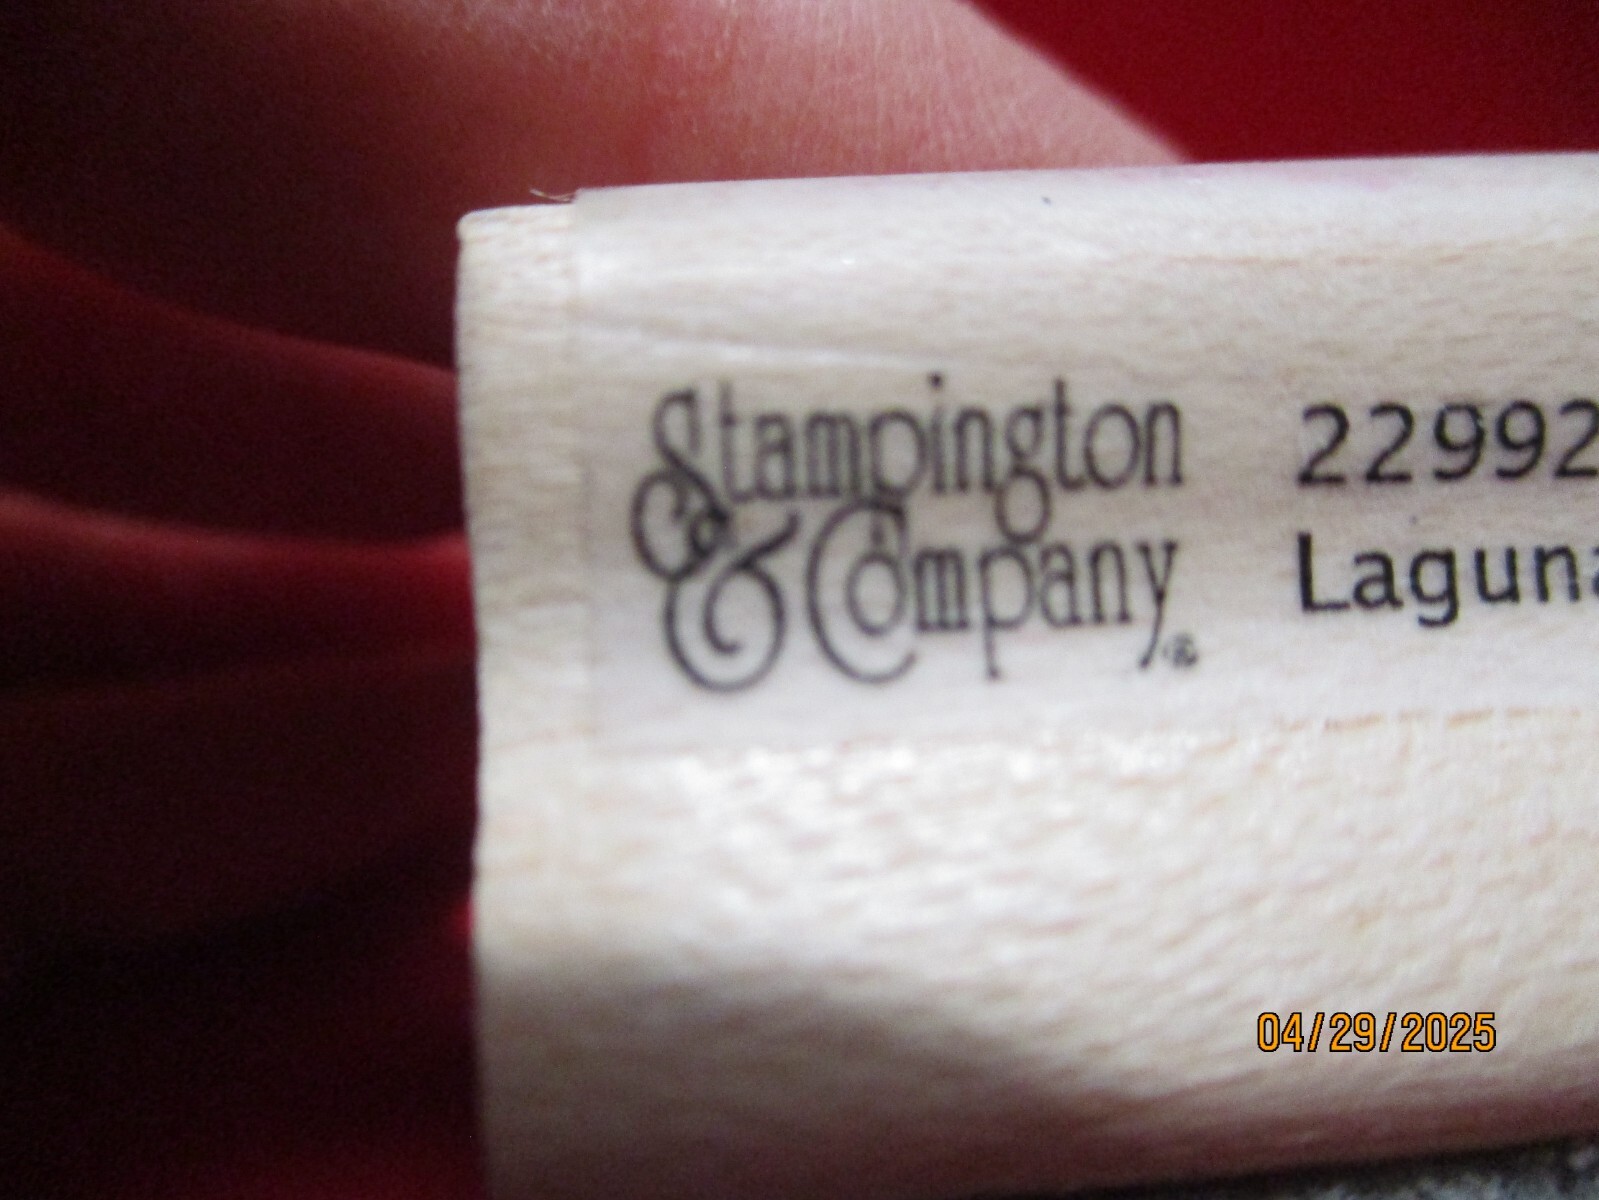 Stampington
& Company®
22992
Laguna
04/29/2025